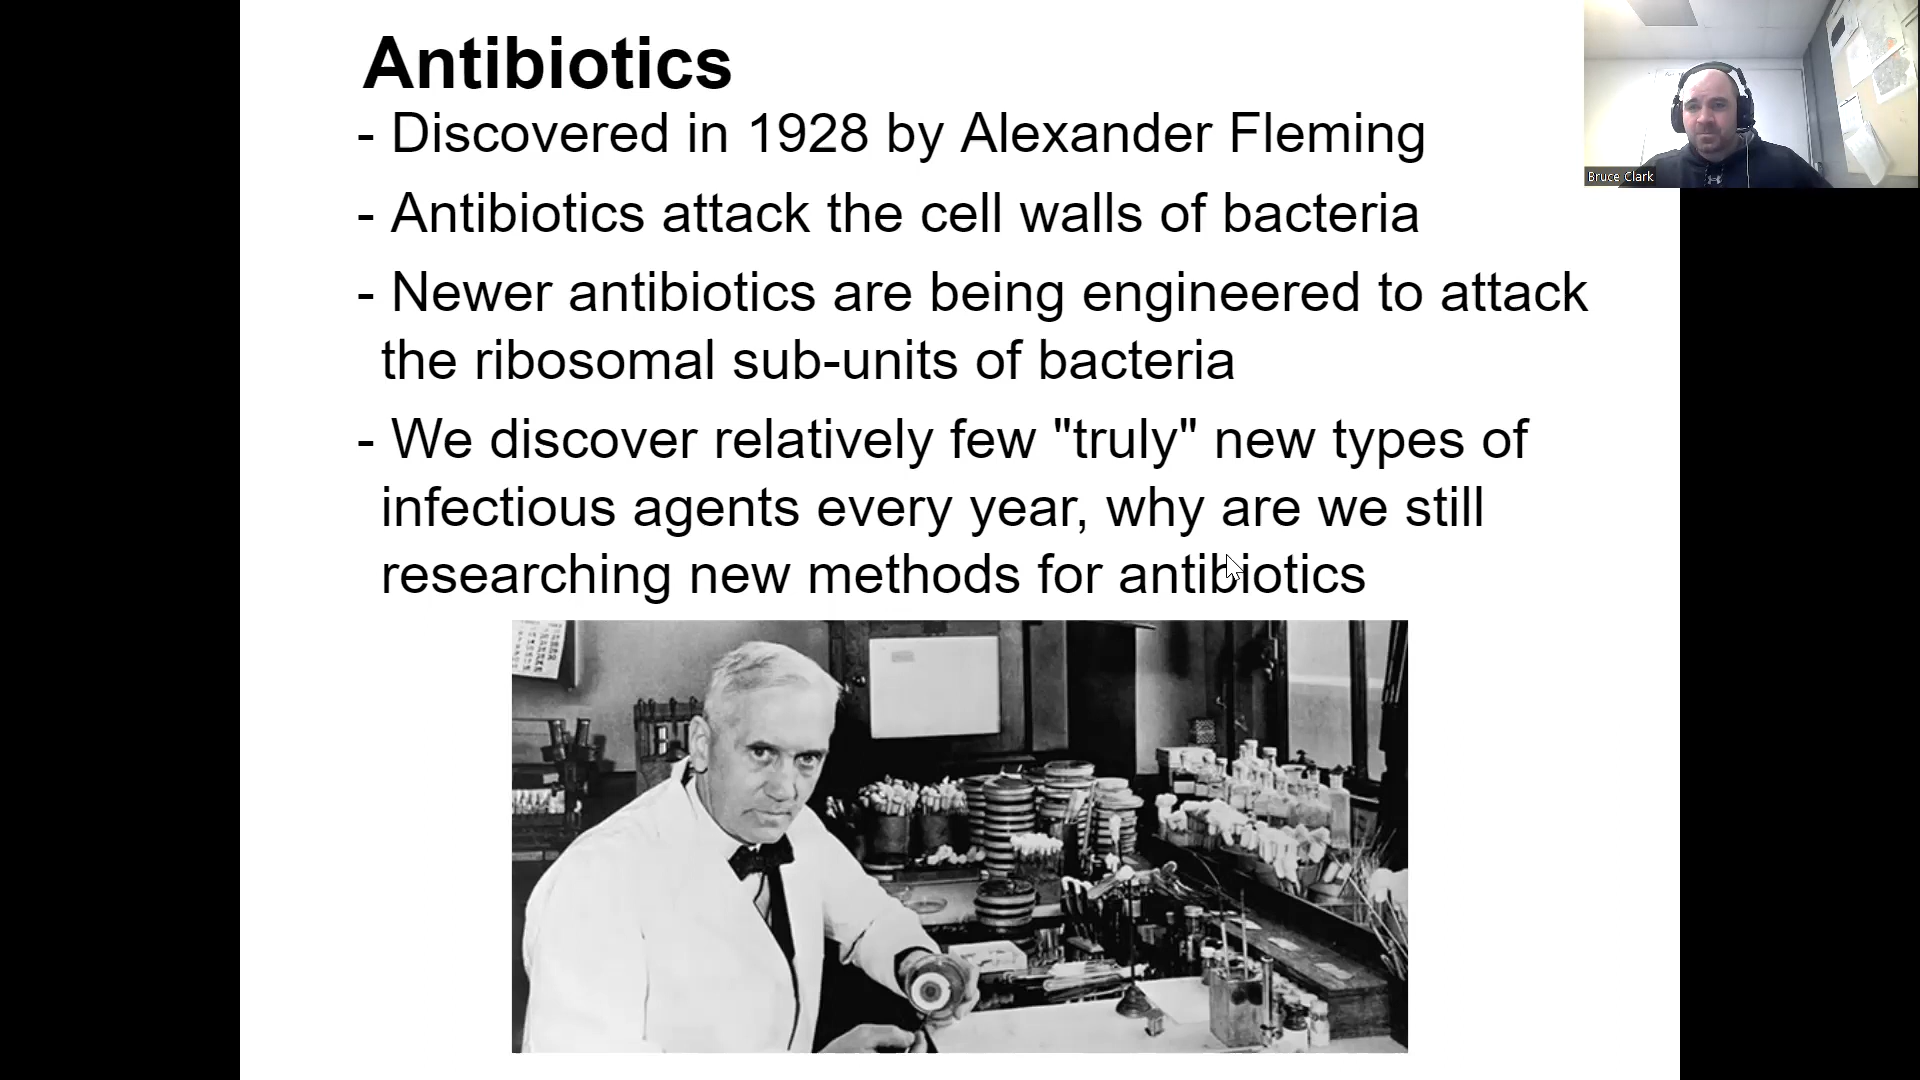 Antibiotics
- Discovered in 1928 by Alexander Fleming
- Antibiotics attack the cell walls of bacteria
- Newer antibiotics are being engineered to attack
the ribosomal sub-units of bacteria
- We discover relatively few "truly" new types of
infectious agents every year, why are we still
researching new methods for antibiotics
Bruce Clark